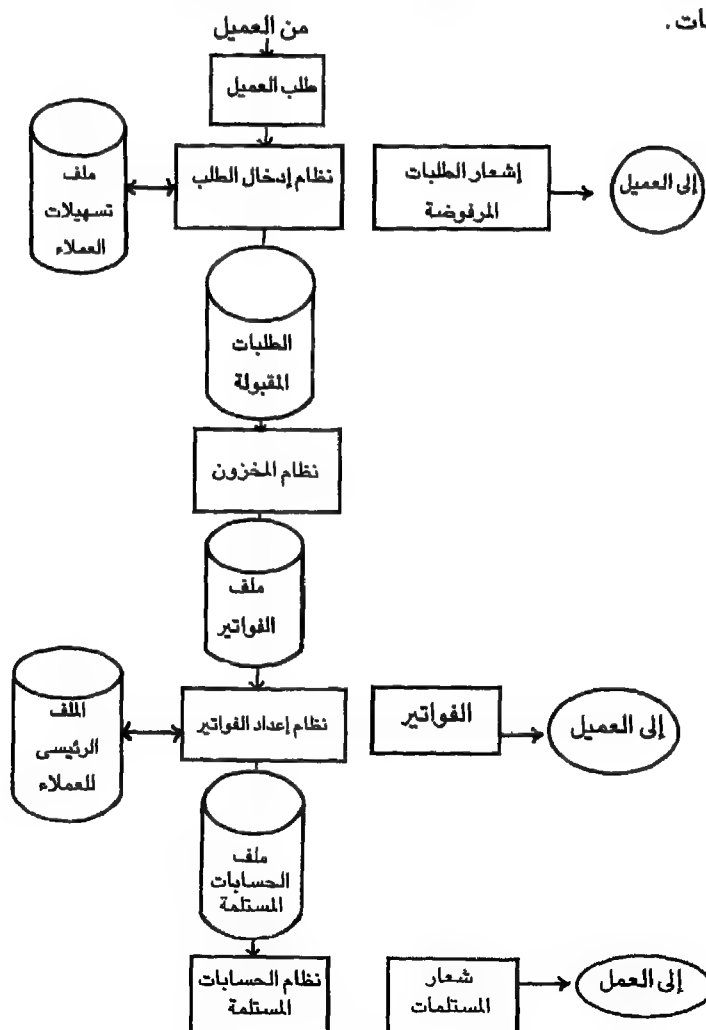 ات.
من العميل
طلب العميل
ملف
تسهيلات
العملاء
نظام إدخال الطلب
إشعار الطلبات
المرفوضة
إلى العميل
الطلبات
المقبولة
نظام المخزون
ملف
الفواتير
الملف
الرئيسى
للعملاء
نظام إعداد الفواتير
الفواتير
إلى العميل
ملف
الحسابات
المستلمة
نظام الحسابات
المستلمة
شعار
المستلمات
إلى العمل